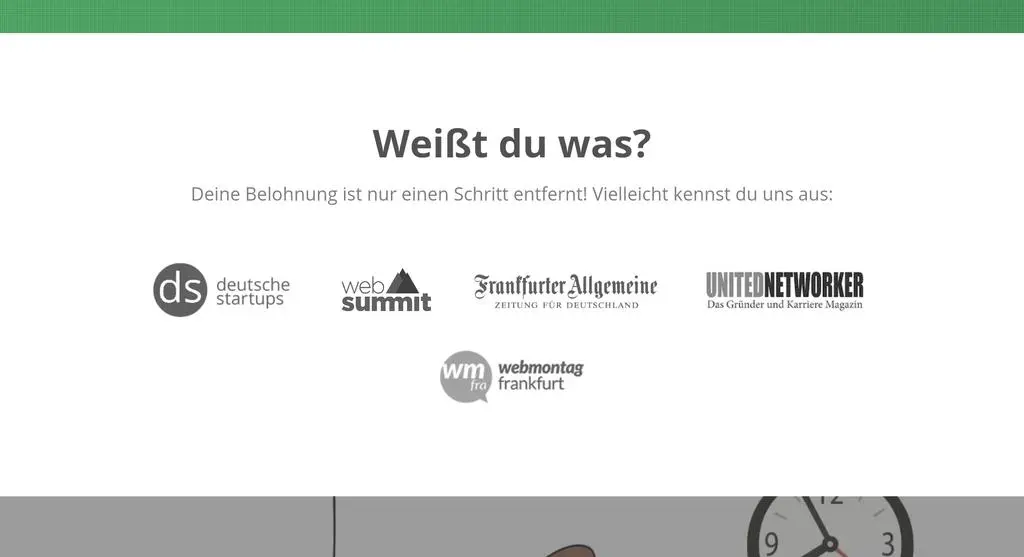 Weißt du was?
Deine Belohnung ist nur einen Schritt entfernt! Vielleicht kennst du uns aus:
ds deutsche
startups
web
summit
Frankfurter Allgemeine
ZEITUNG FÜR DEUTSCHLAND
UNITEDNETWORKER
Das Gründer und Karriere Magazin
wm webmontag
fra frankfurt
12
9 3